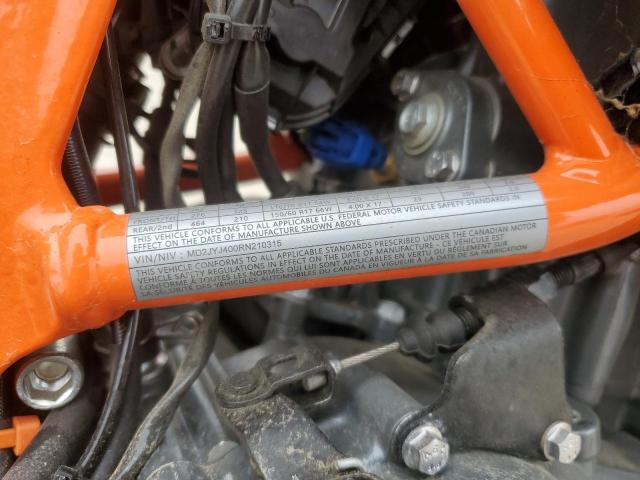 REAR/2nd 464 210 150/60 R17 66W 4.00 X 17
THIS VEHICLE CONFORMS TO ALL APPLICABLE U.S. FEDERAL MOTOR VEHICLE SAFETY STANDARDS IN
EFFECT ON THE DATE OF MANUFACTURE SHOWN ABOVE
VIN/NIV : MD2JYJ400RN210315
THIS VEHICLE CONFORMS TO ALL APPLICABLE STANDARDS PRESCRIBED UNDER THE CANADIAN MOTOR
VEHICLE SAFETY REGULATIONS IN EFFECT ON THE DATE OF MANUFACTURE - CE VÉHICULE EST
CONFORME À TOUTES LES NORMES QUI LUI SONT APPLICABLES EN VERTU DU RÈGLEMENT SUR
LA SÉCURITÉ DES VÉHICULES AUTOMOBILES DU CANADA EN VIGUEUR À LA DATE DE SA FABRICATION